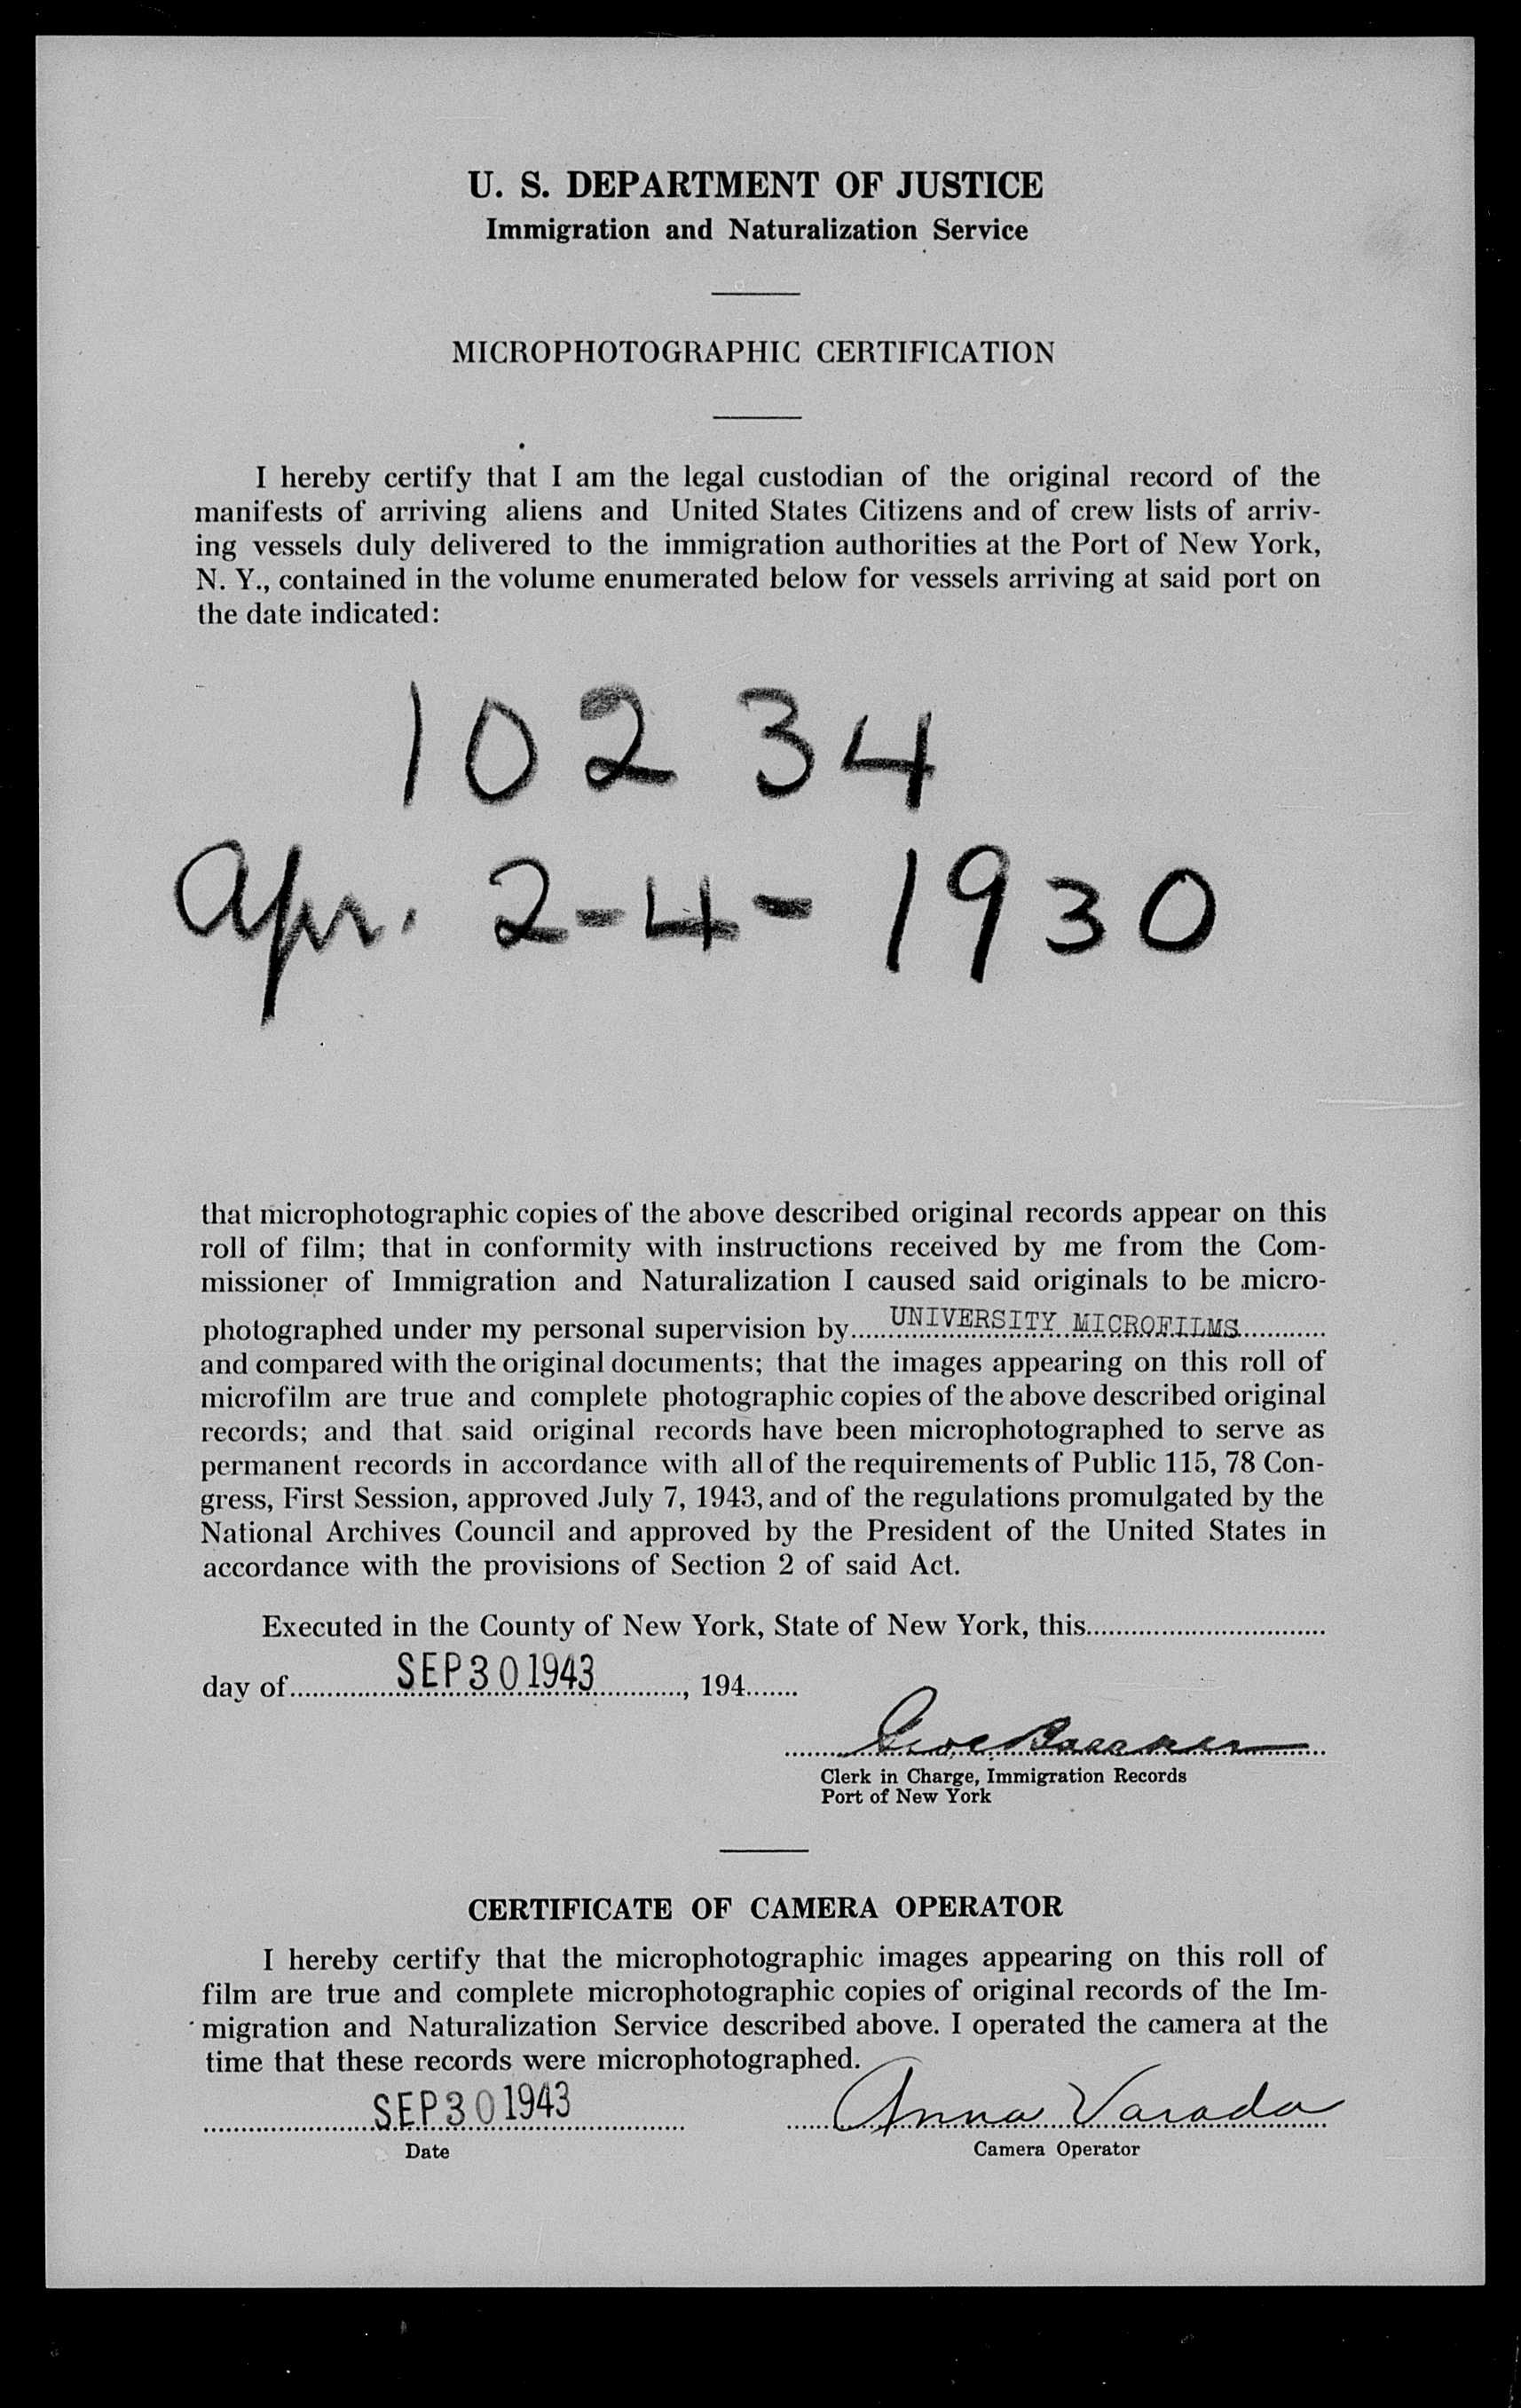 U. S. DEPARTMENT OF JUSTICE
Immigration and Naturalization Service
MICROPHOTOGRAPHIC CERTIFICATION
I hereby certify that I am the legal custodian of the original record of the
manifests of arriving aliens and United States Citizens and of crew lists of arriv-
ing vessels duly delivered to the immigration authorities at the Port of New York,
N. Y., contained in the volume enumerated below for vessels arriving at said port on
the date indicated:
10234
Apr. 2-4-1930
that microphotographic copies of the above described original records appear on this
roll of film; that in conformity with instructions received by me from the Com-
missioner of Immigration and Naturalization I caused said originals to be micro-
photographed under my personal supervision by UNIVERSITY MICROFILMS
and compared with the original documents; that the images appearing on this roll of
microfilm are true and complete photographic copies of the above described original
records; and that said original records have been microphotographed to serve as
permanent records in accordance with all of the requirements of Public 115, 78 Con-
gress, First Session, approved July 7, 1943, and of the regulations promulgated by the
National Archives Council and approved by the President of the United States in
accordance with the provisions of Section 2 of said Act.
Executed in the County of New York, State of New York, this
day of SEP 30 1943, 194
Clerk in Charge, Immigration Records
Port of New York
CERTIFICATE OF CAMERA OPERATOR
I hereby certify that the microphotographic images appearing on this roll of
film are true and complete microphotographic copies of original records of the Im-
migration and Naturalization Service described above. I operated the camera at the
time that these records were microphotographed.
SEP 30 1943 Anna Varada
Date Camera Operator